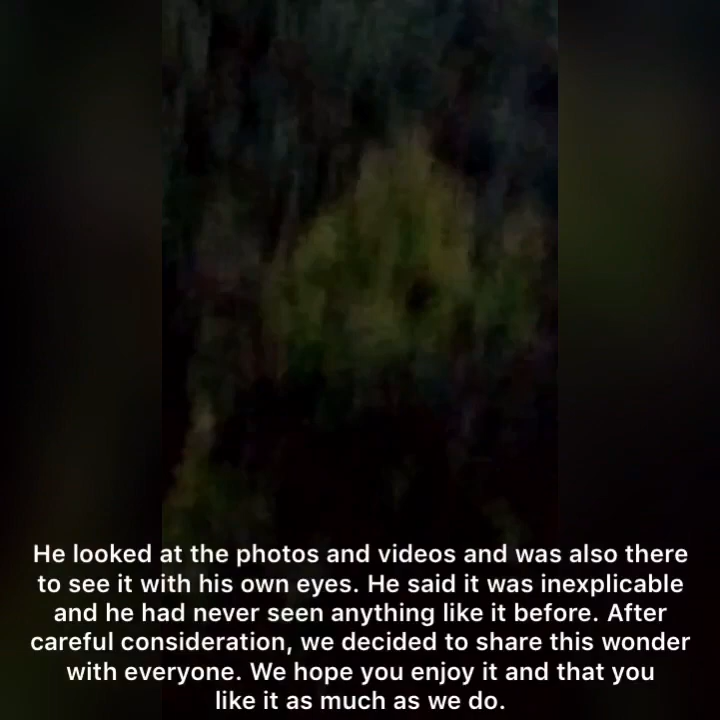 He looked at the photos and videos and was also there
to see it with his own eyes. He said it was inexplicable
and he had never seen anything like it before. After
careful consideration, we decided to share this wonder
with everyone. We hope you enjoy it and that you
like it as much as we do.